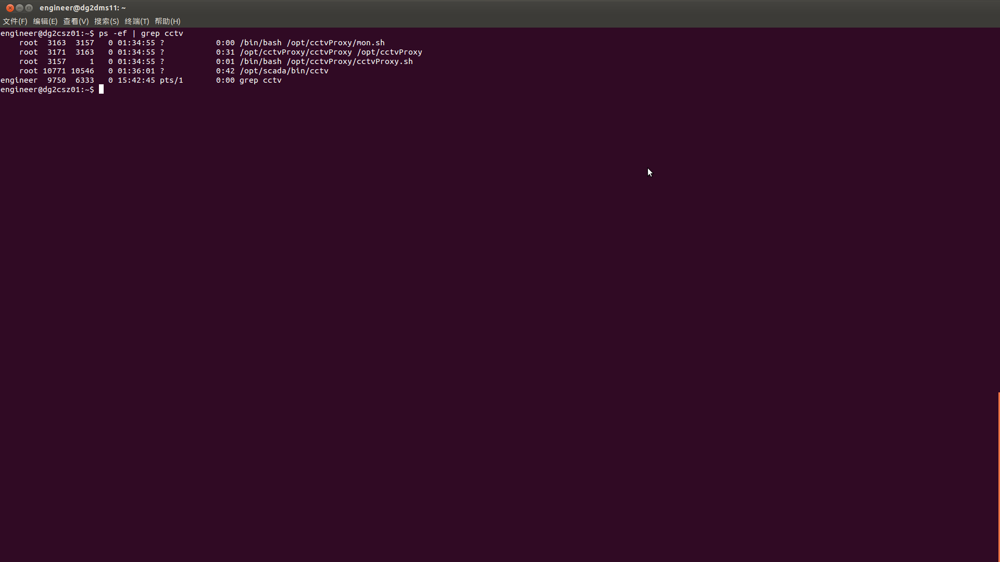 engineer@dg2dms11: ~
文件(F) 编辑(E) 查看(V) 搜索(S) 终端(T) 帮助(H)
engineer@dg2csz01:~$ ps -ef | grep cctv
    root  3163  3157   0 01:34:55 ?           0:00 /bin/bash /opt/cctvProxy/mon.sh
    root  3171  3163   0 01:34:55 ?           0:31 /opt/cctvProxy/cctvProxy /opt/cctvProxy
    root  3157     1   0 01:34:55 ?           0:01 /bin/bash /opt/cctvProxy/cctvProxy.sh
    root 10771 10546   0 01:36:01 ?           0:42 /opt/scada/bin/cctv
engineer  9750  6333   0 15:42:45 pts/1       0:00 grep cctv
engineer@dg2csz01:~$